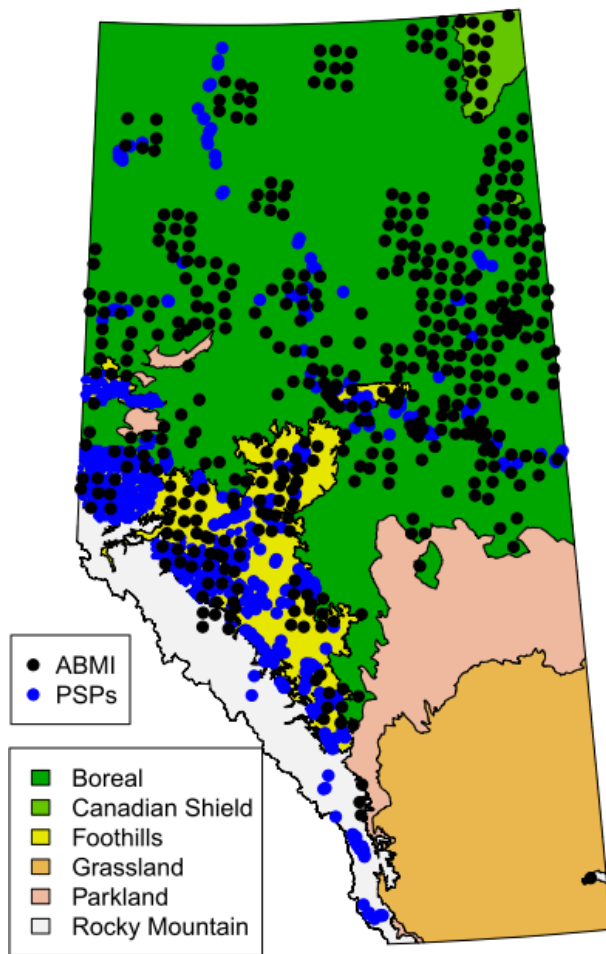 ABMI
PSPs
Boreal
Canadian Shield
Foothills
Grassland
Parkland
Rocky Mountain